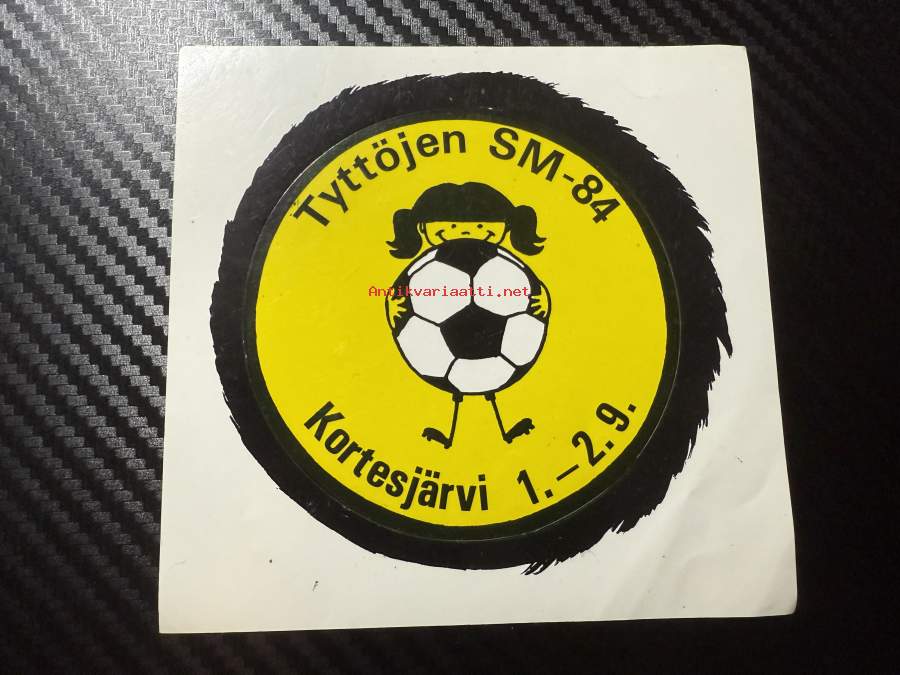 Tyttöjen SM-84
Antikvariaatti.net
Kortesjärvi 1.-2.9.